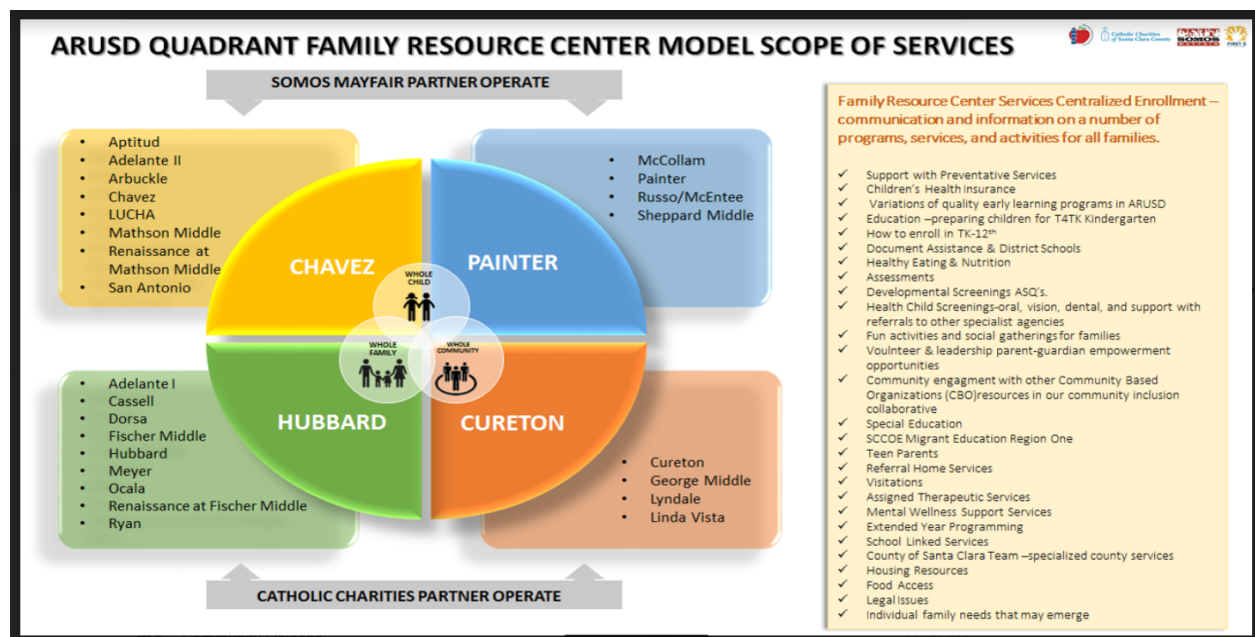 ARUSD QUADRANT FAMILY RESOURCE CENTER MODEL SCOPE OF SERVICES
Catholic Charities
of Santa Clara County
SOMOS
MAYFAIR
FIRST 5
SOMOS MAYFAIR PARTNER OPERATE
• Aptitud
• Adelante II
• Arbuckle
• Chavez
• LUCHA
• Mathson Middle
• Renaissance at
Mathson Middle
• San Antonio
• McCollam
• Painter
• Russo/McEntee
• Sheppard Middle
CHAVEZ
PAINTER
WHOLE
CHILD
WHOLE
FAMILY
WHOLE
COMMUNITY
HUBBARD
CURETON
• Adelante I
• Cassell
• Dorsa
• Fischer Middle
• Hubbard
• Meyer
• Ocala
• Renaissance at Fischer Middle
• Ryan
• Cureton
• George Middle
• Lyndale
• Linda Vista
CATHOLIC CHARITIES PARTNER OPERATE
Family Resource Center Services Centralized Enrollment –
communication and information on a number of
programs, services, and activities for all families.
✓ Support with Preventative Services
✓ Children's Health Insurance
✓ Variations of quality early learning programs in ARUSD
✓ Education –preparing children for T4TK Kindergarten
✓ How to enroll in TK-12th
✓ Document Assistance & District Schools
✓ Healthy Eating & Nutrition
✓ Assessments
✓ Developmental Screenings ASQ's.
✓ Health Child Screenings-oral, vision, dental, and support with
referrals to other specialist agencies
✓ Fun activities and social gatherings for families
✓ Voulnteer & leadership parent-guardian empowerment
opportunities
✓ Community engagment with other Community Based
Organizations (CBO)resources in our community inclusion
collaborative
✓ Special Education
✓ SCCOE Migrant Education Region One
✓ Teen Parents
✓ Referral Home Services
✓ Visitations
✓ Assigned Therapeutic Services
✓ Mental Wellness Support Services
✓ Extended Year Programming
✓ School Linked Services
✓ County of Santa Clara Team –specialized county services
✓ Housing Resources
✓ Food Access
✓ Legal Issues
✓ Individual family needs that may emerge